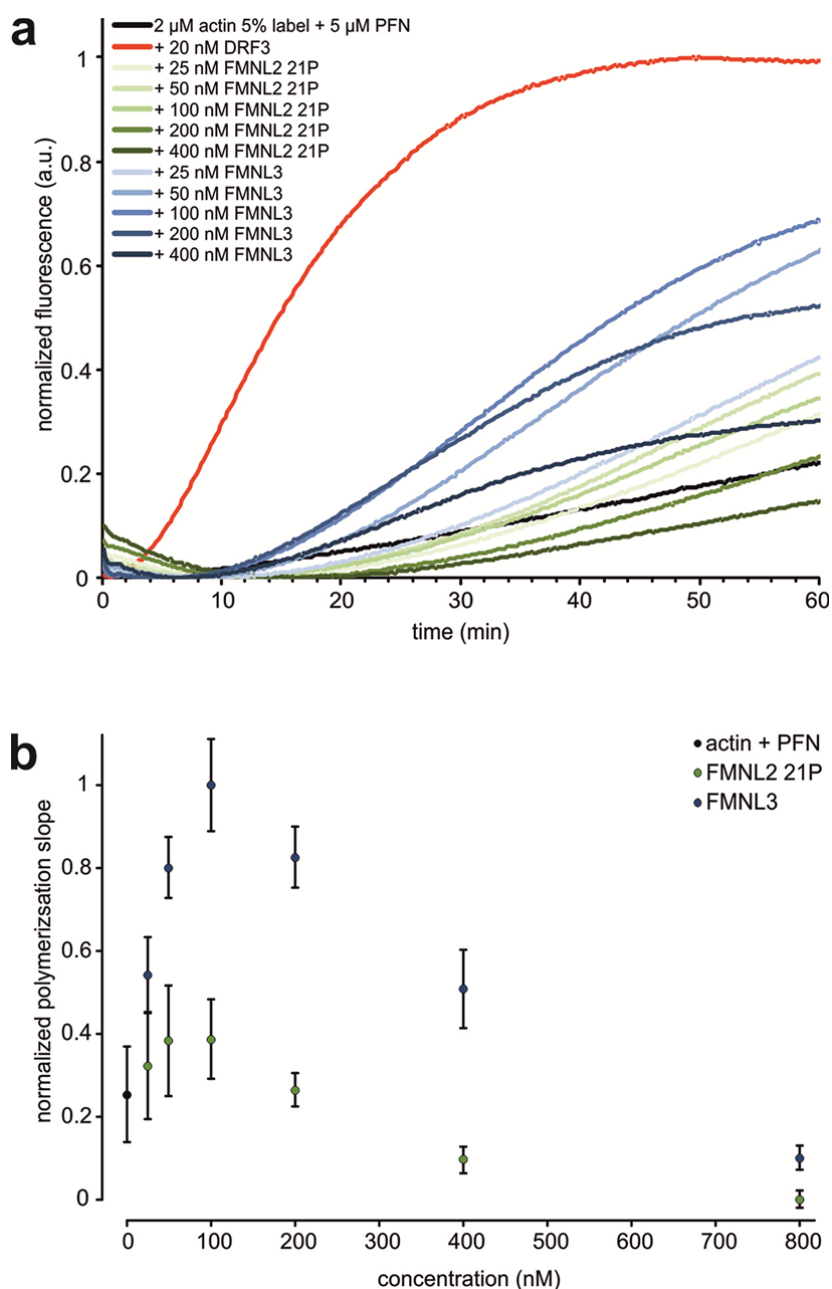 a
2 µM actin 5% label + 5 µM PFN
+ 20 nM DRF3
+ 25 nM FMNL2 21P
+ 50 nM FMNL2 21P
+ 100 nM FMNL2 21P
+ 200 nM FMNL2 21P
+ 400 nM FMNL2 21P
+ 25 nM FMNL3
+ 50 nM FMNL3
+ 100 nM FMNL3
+ 200 nM FMNL3
+ 400 nM FMNL3
normalized fluorescence (a.u.)
1
0.8
0.6
0.4
0.2
0
0 10 20 30 40 50 60
time (min)
b
actin + PFN
FMNL2 21P
FMNL3
normalized polymerizsation slope
1
0.8
0.6
0.4
0.2
0
0 100 200 300 400 500 600 700 800
concentration (nM)